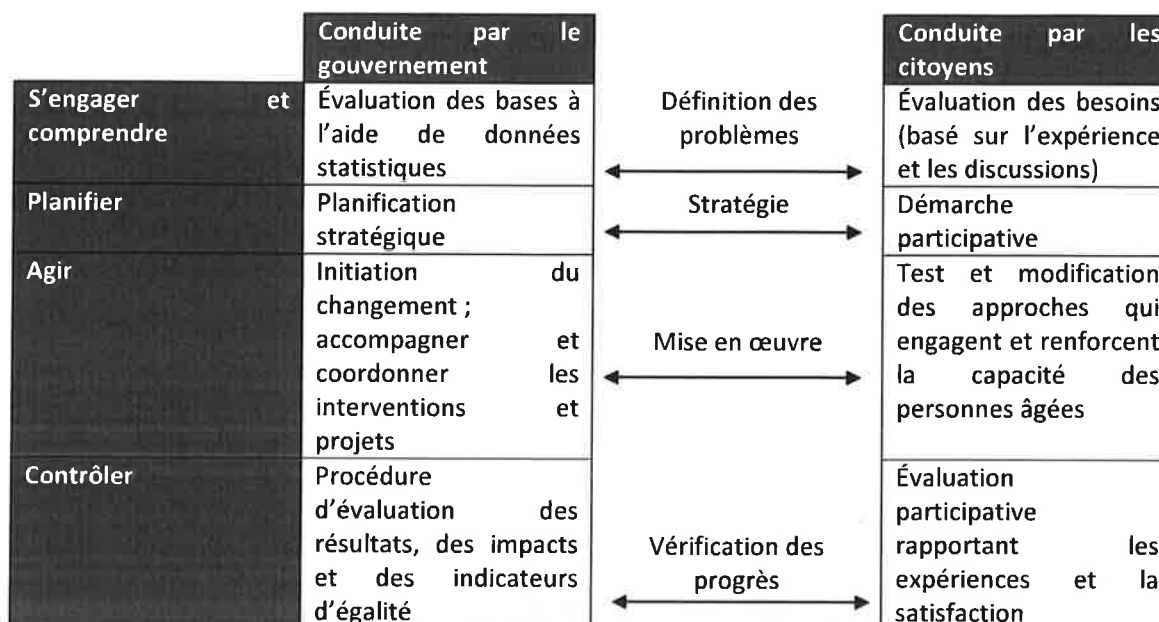 Conduite par le
gouvernement
Conduite par les
citoyens
S'engager et
comprendre
Évaluation des bases à
l'aide de données
statistiques
Définition des
problèmes
Évaluation des besoins
(basé sur l'expérience
et les discussions)
Planifier
Planification
stratégique
Stratégie
Démarche
participative
Agir
Initiation du
changement ;
accompagner et
coordonner les
interventions et
projets
Mise en œuvre
Test et modification
des approches qui
engagent et renforcent
la capacité des
personnes âgées
Contrôler
Procédure
d'évaluation des
résultats, des impacts
et des indicateurs
d'égalité
Vérification des
progrès
Évaluation
participative
rapportant les
expériences et la
satisfaction